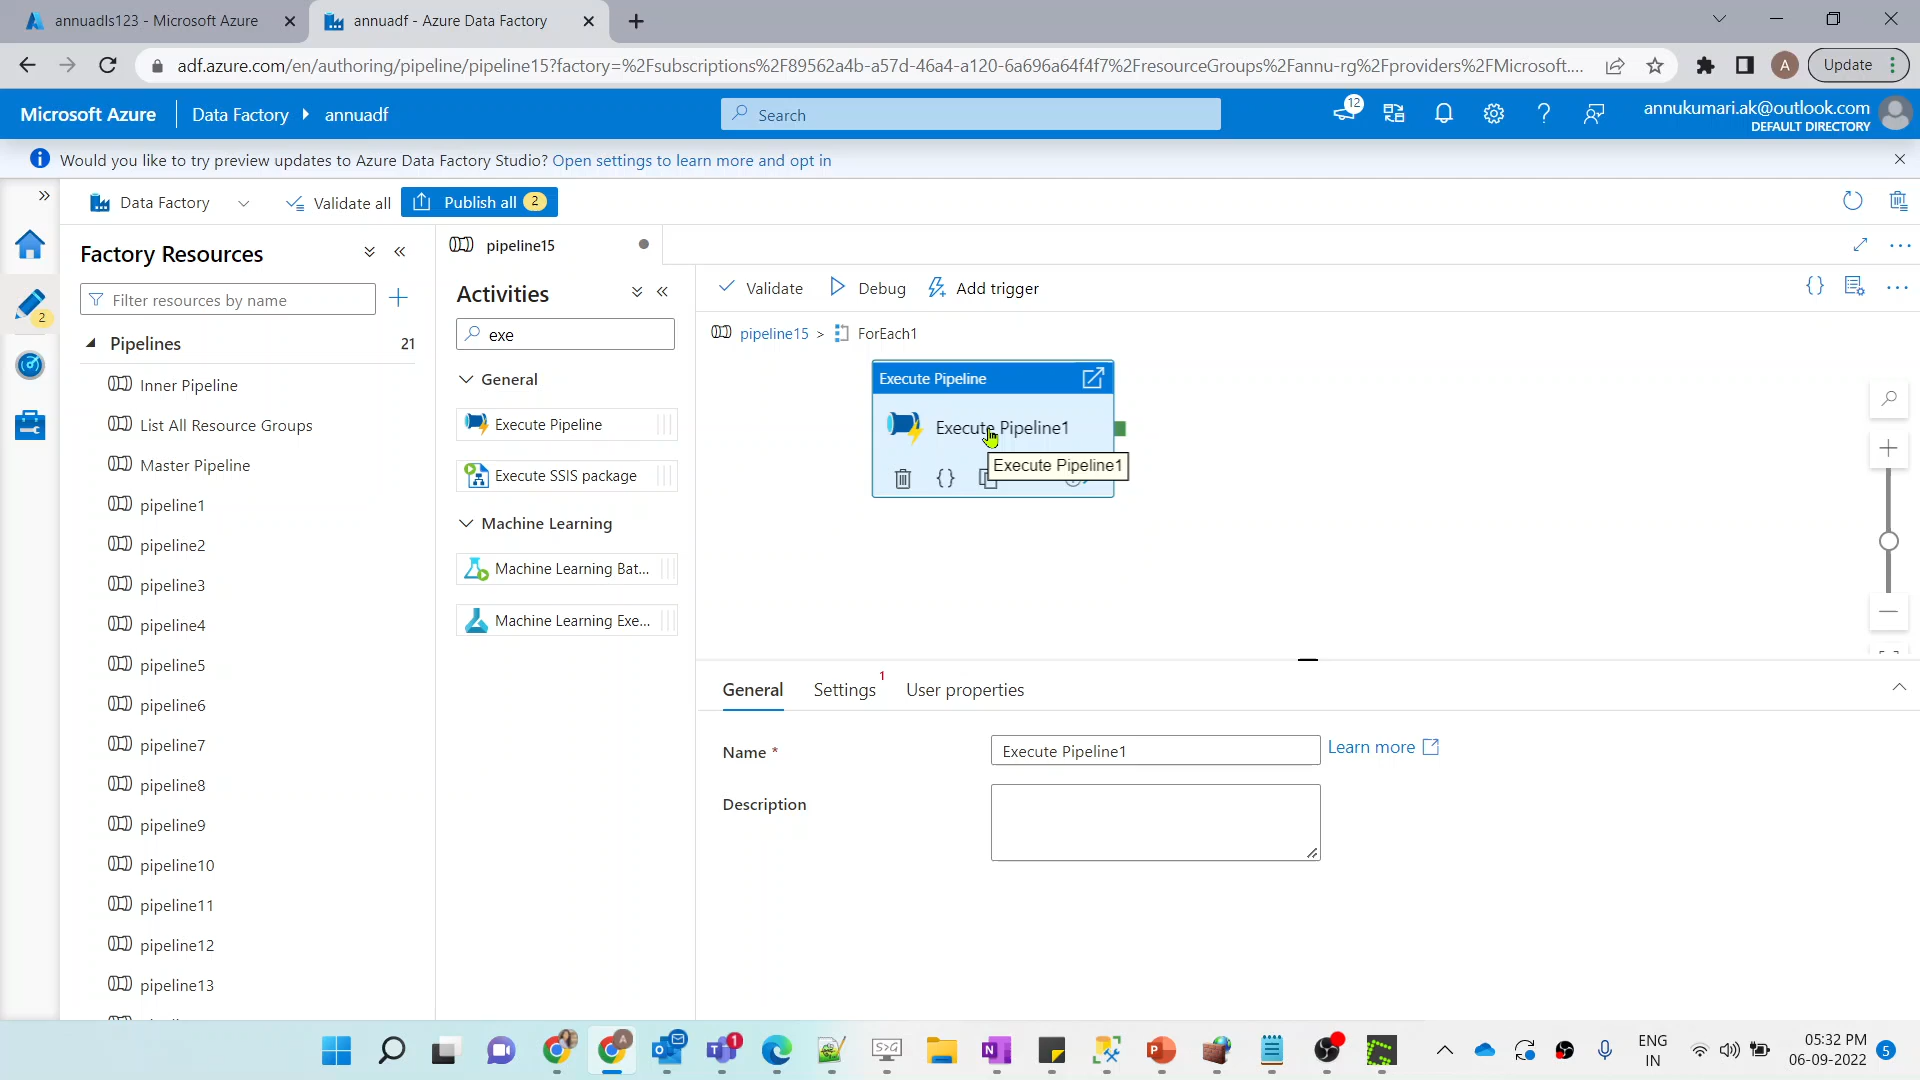 annuadls123 - Microsoft Azure
annuadf - Azure Data Factory
adf.azure.com/en/authoring/pipeline/pipeline15?factory=%2Fsubscriptions%2F89562a4b-a57d-46a4-a120-6a696a64f4f7%2FresourceGroups%2Fannu-rg%2Fproviders%2FMicrosoft....
A
Update
Microsoft Azure
Data Factory
annuadf
Search
12
annukumari.ak@outlook.com
DEFAULT DIRECTORY
Would you like to try preview updates to Azure Data Factory Studio? Open settings to learn more and opt in
Data Factory
Validate all
Publish all 2
Factory Resources
Filter resources by name
2
Pipelines 21
Inner Pipeline
List All Resource Groups
Master Pipeline
pipeline1
pipeline2
pipeline3
pipeline4
pipeline5
pipeline6
pipeline7
pipeline8
pipeline9
pipeline10
pipeline11
pipeline12
pipeline13
pipeline15
Activities
exe
General
Execute Pipeline
Execute SSIS package
Machine Learning
Machine Learning Bat...
Machine Learning Exe...
Validate
Debug
Add trigger
pipeline15 > ForEach1
Execute Pipeline
Execute Pipeline1
Execute Pipeline1
General
Settings 1
User properties
Name *
Execute Pipeline1
Learn more
Description
A
1
ENG
IN
05:32 PM
06-09-2022
5